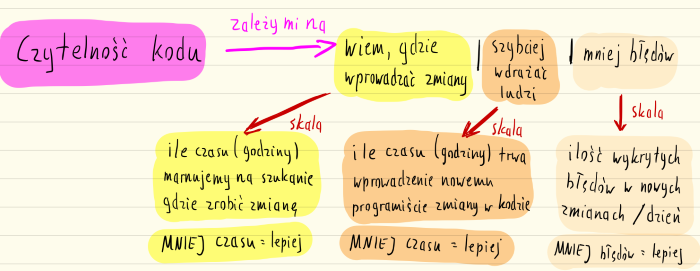 Czytelność kodu
zależy mi na
wiem, gdzie
wprowadzać zmiany
szybciej
wdrażać
ludzi
mniej błędów
skala
skala
skala
ile czasu (godziny)
marnujemy na szukanie
gdzie zrobić zmianę
MNIEJ czasu = lepiej
ile czasu (godziny) trwa
wprowadzenie nowemu
programiście zmiany w kodzie
MNIEJ czasu = lepiej
ilość wykrytych
błędów w nowych
zmianach / dzień
MNIEJ błędów = lepiej